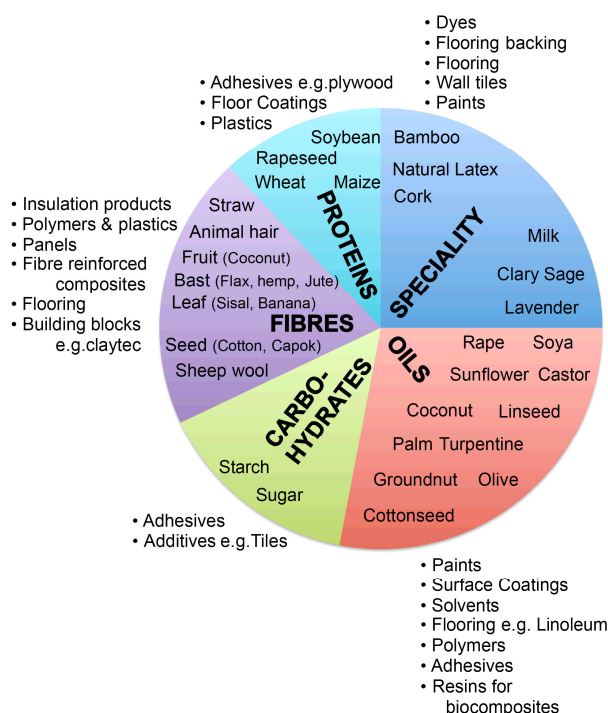 • Dyes
• Flooring backing
• Flooring
• Wall tiles
• Paints
• Adhesives e.g.plywood
• Floor Coatings
• Plastics
Soybean
Rapeseed
Wheat Maize
PROTEINS
Bamboo
Natural Latex
Cork
Milk
Clary Sage
Lavender
SPECIALITY
• Insulation products
• Polymers & plastics
• Panels
• Fibre reinforced
composites
• Flooring
• Building blocks
e.g.claytec
Straw
Animal hair
Fruit (Coconut)
Bast (Flax, hemp, Jute)
Leaf (Sisal, Banana)
FIBRES
Seed (Cotton, Capok)
Sheep wool
OILS
Rape Soya
Sunflower Castor
Coconut Linseed
Palm Turpentine
Groundnut Olive
Cottonseed
CARBO-
HYDRATES
Starch
Sugar
• Adhesives
• Additives e.g.Tiles
• Paints
• Surface Coatings
• Solvents
• Flooring e.g. Linoleum
• Polymers
• Adhesives
• Resins for
biocomposites